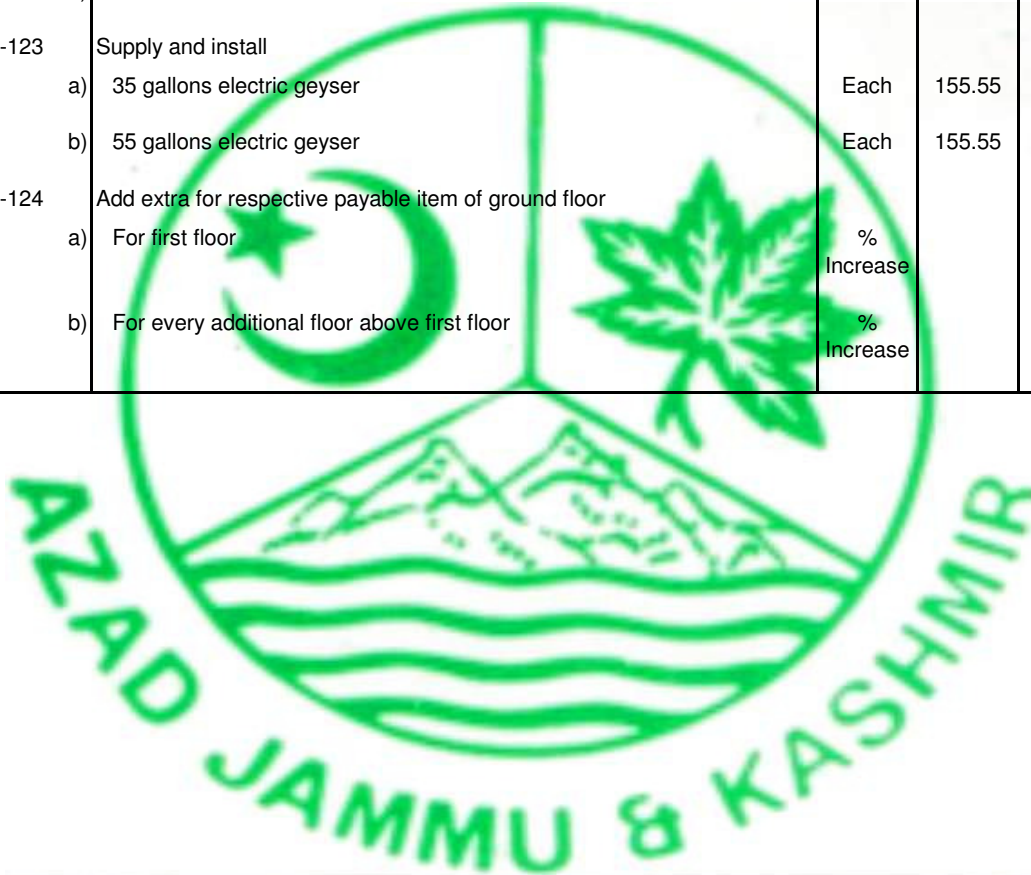 -123 Supply and install
a) 35 gallons electric geyser Each 155.55
b) 55 gallons electric geyser Each 155.55
-124 Add extra for respective payable item of ground floor
a) For first floor %
Increase
b) For every additional floor above first floor %
Increase
AZAD JAMMU & KASHMIR